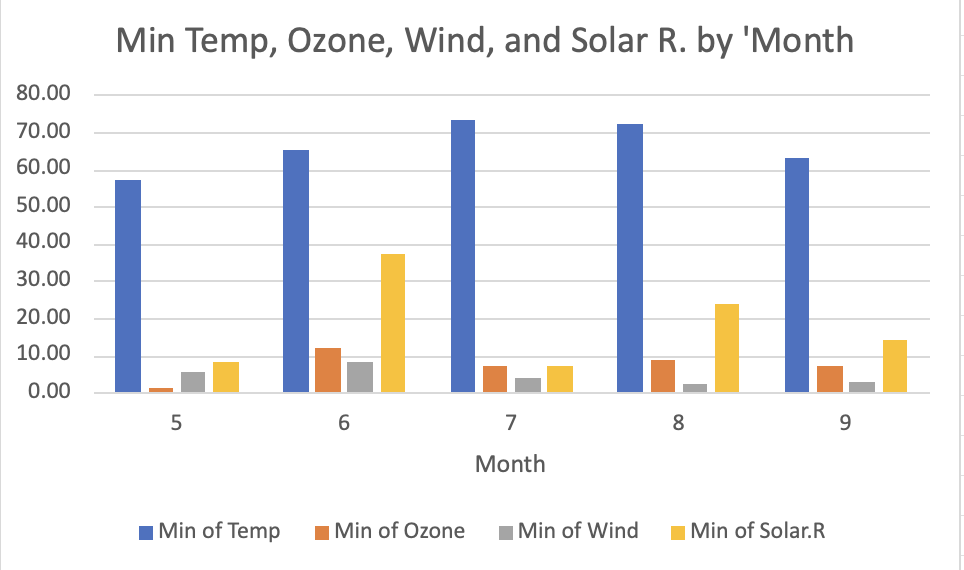 Min Temp, Ozone, Wind, and Solar R. by 'Month
80.00
70.00
60.00
50.00
40.00
30.00
20.00
10.00
0.00
5 6 7 8 9
Month
Min of Temp Min of Ozone Min of Wind Min of Solar.R